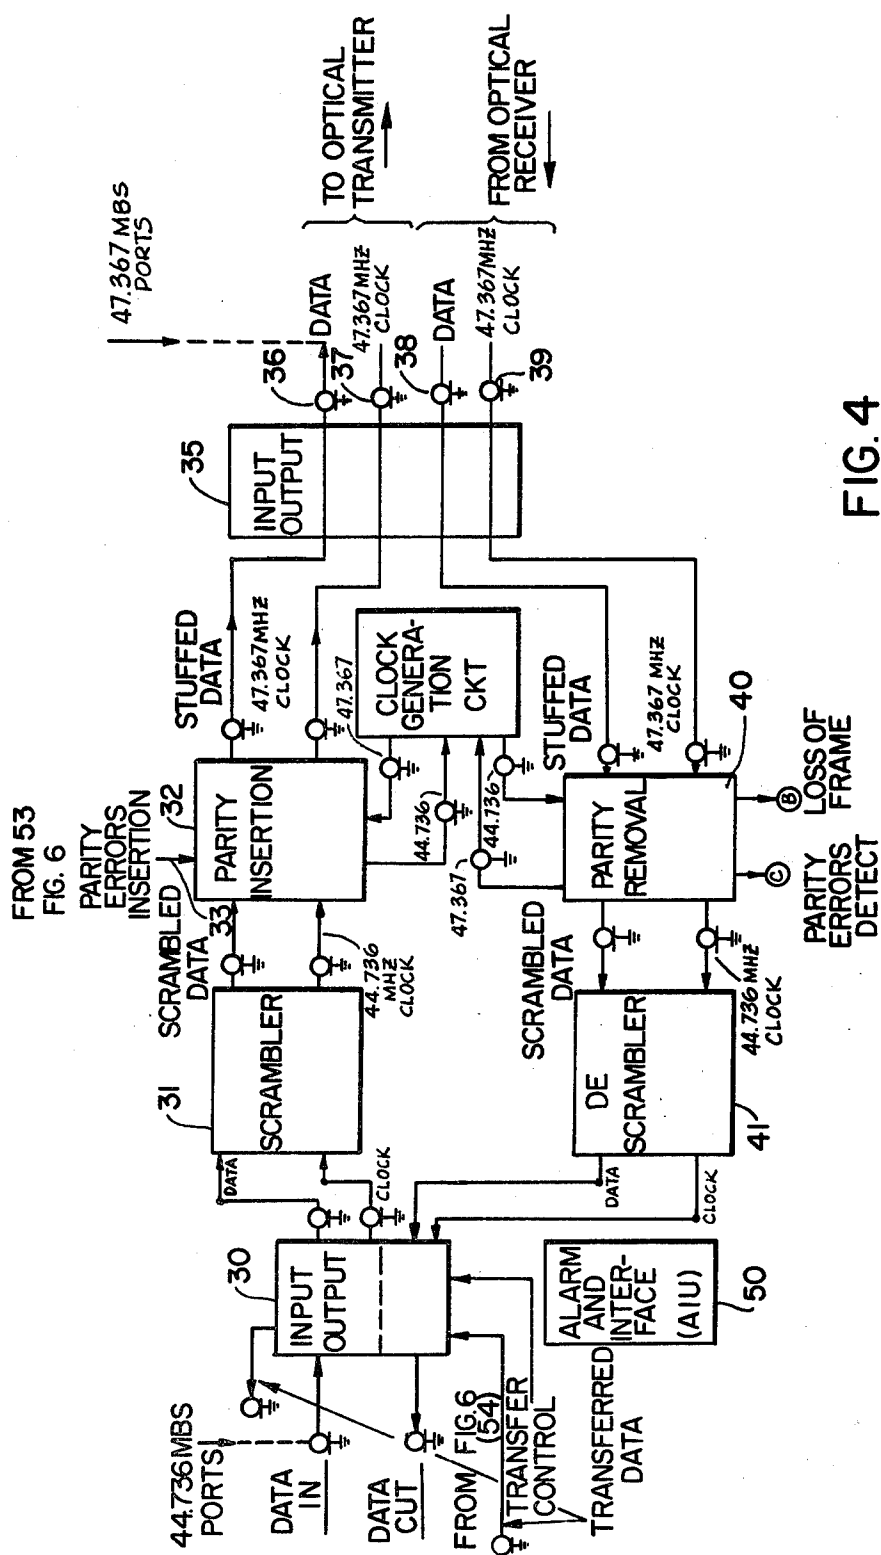 44.736 MBS
PORTS
DATA
IN
DATA
CUT
FROM FIG.6
(54)
TRANSFER
CONTROL
TRANSFERRED
DATA
30
INPUT
OUTPUT
ALARM
AND
INTER-
FACE
(AIU)
50
DATA
CLOCK
31
SCRAMBLER
DATA
CLOCK
DE
SCRAMBLER
41
SCRAMBLED
DATA
44.736
MHZ
CLOCK
SCRAMBLED
DATA
44.736 MHZ
CLOCK
FROM 53
FIG. 6
PARITY
ERRORS
INSERTION
33
32
PARITY
INSERTION
47.367
44.736
CLOCK
GENERA-
TION
CKT
47.367
44.736
PARITY
REMOVAL
40
C
PARITY
ERRORS
DETECT
B
LOSS OF
FRAME
STUFFED
DATA
47.367MHZ
CLOCK
STUFFED
DATA
47.367 MHZ
CLOCK
35
INPUT
OUTPUT
36
37
38
39
47.367 MBS
PORTS
DATA
47.367MHZ
CLOCK
DATA
47.367MHZ
CLOCK
TO OPTICAL
TRANSMITTER
FROM OPTICAL
RECEIVER
FIG. 4